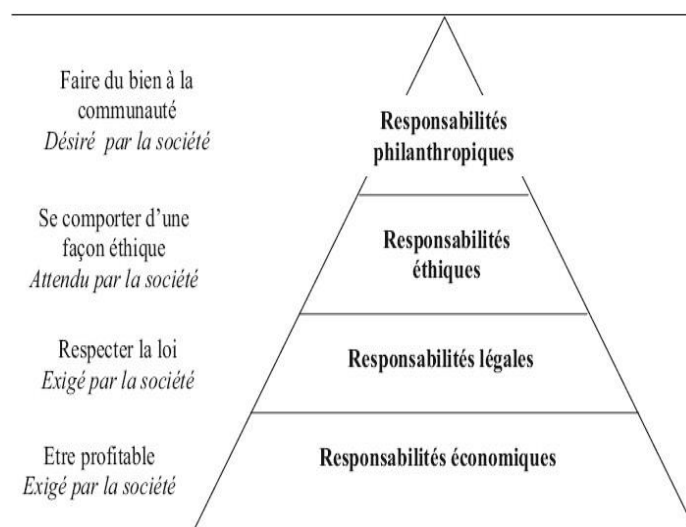 Faire du bien à la
communauté
Désiré par la société
Responsabilités
philanthropiques
Se comporter d’une
façon éthique
Attendu par la société
Responsabilités
éthiques
Respecter la loi
Exigé par la société
Responsabilités légales
Etre profitable
Exigé par la société
Responsabilités économiques